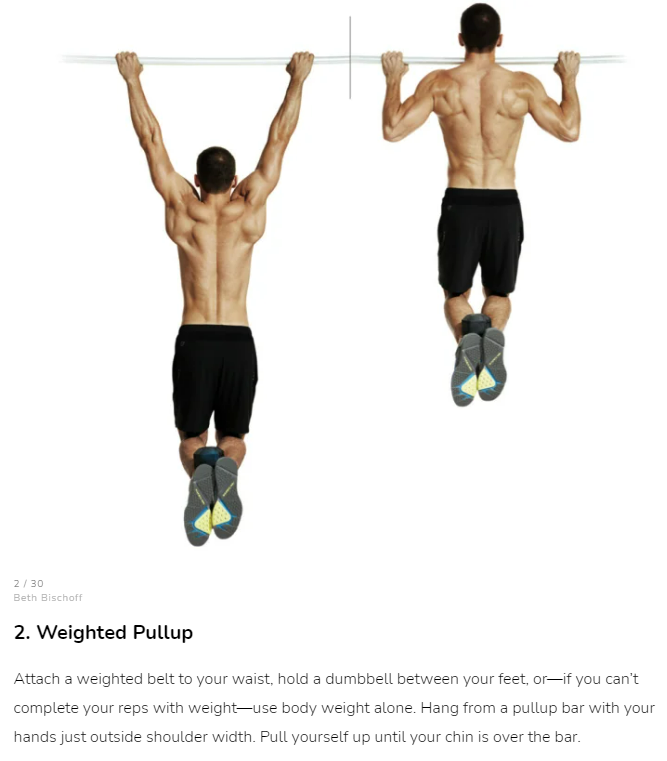 2 / 30
Beth Bischoff
2. Weighted Pullup
Attach a weighted belt to your waist, hold a dumbbell between your feet, or—if you can't
complete your reps with weight—use body weight alone. Hang from a pullup bar with your
hands just outside shoulder width. Pull yourself up until your chin is over the bar.